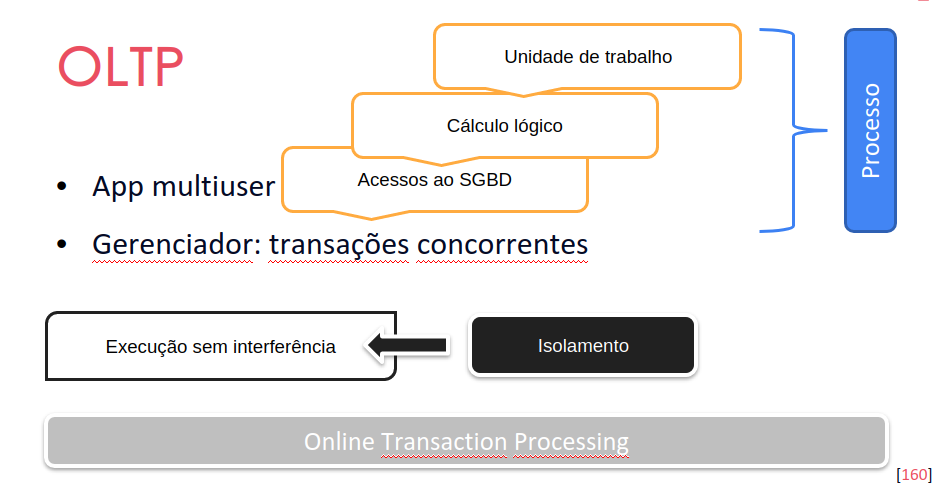 OLTP
Unidade de trabalho
Cálculo lógico
Acessos ao SGBD
Processo
• App multiuser
• Gerenciador: transações concorrentes
Execução sem interferência
Isolamento
Online Transaction Processing
[160]